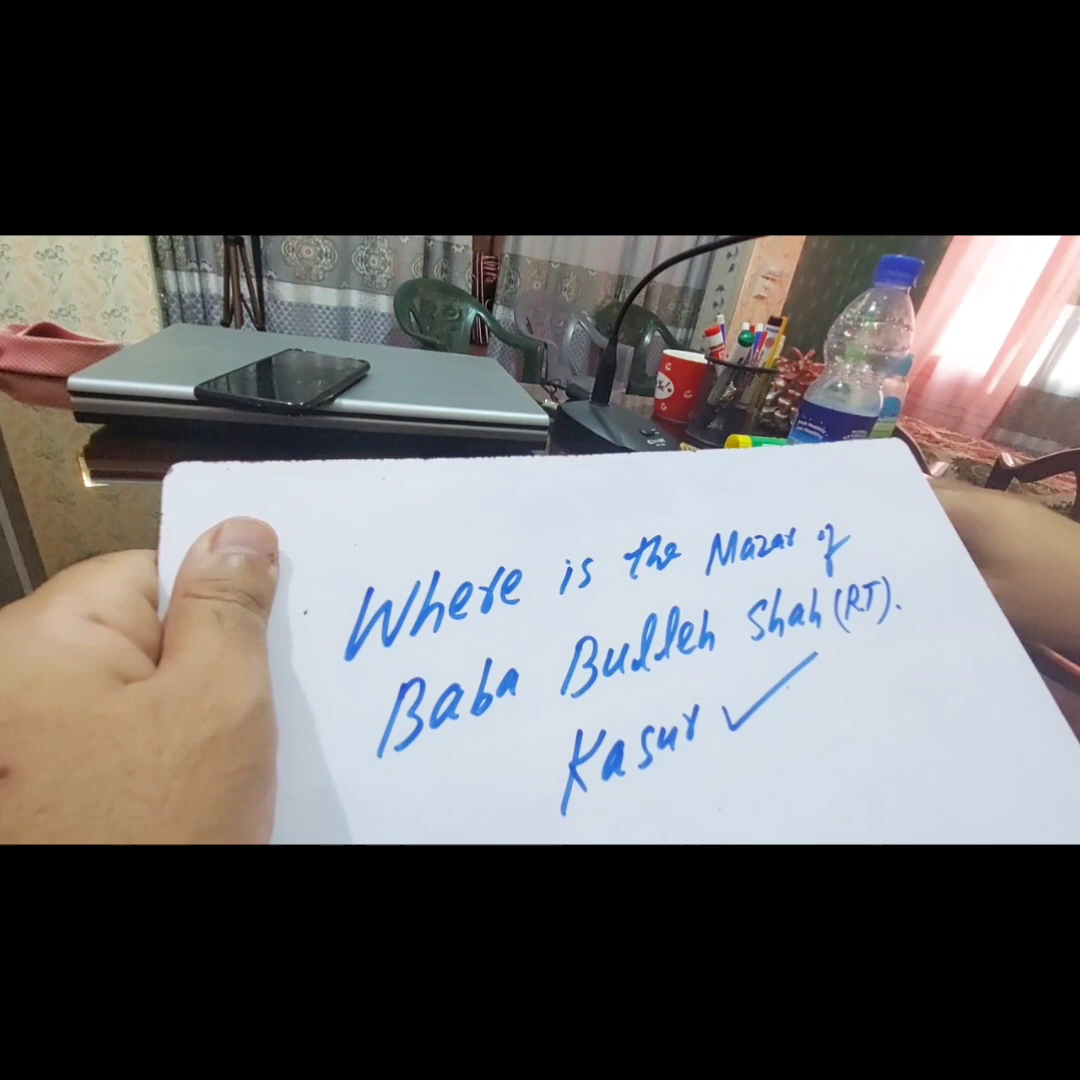 Where is the Mazar of
Baba Bulleh Shah (RT).
Kasur ✓